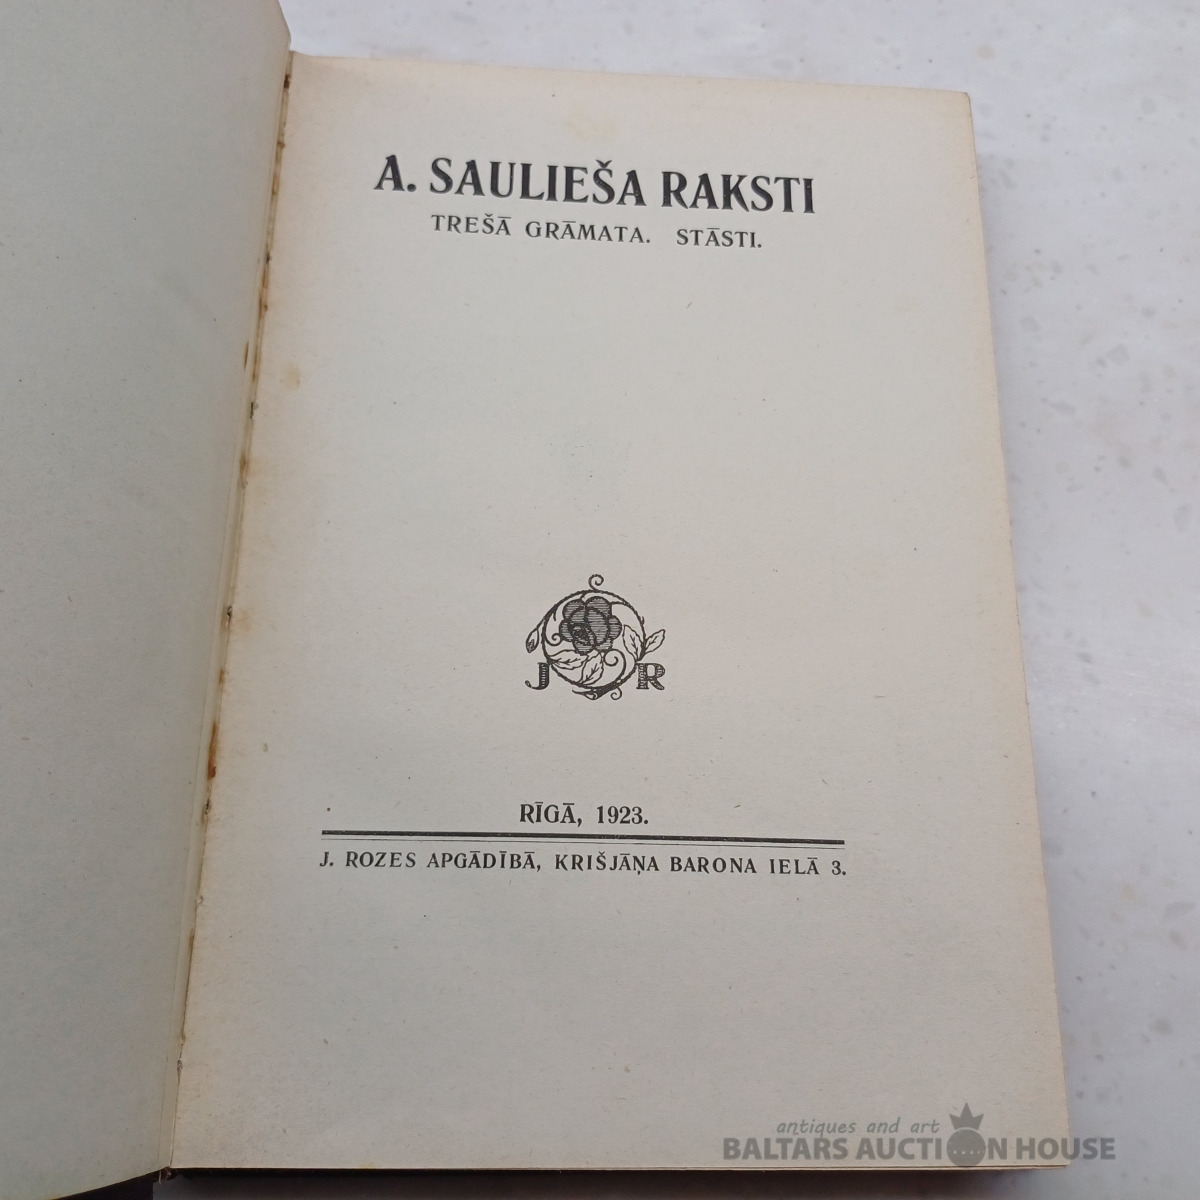 A. SAULIEŠA RAKSTI
TREŠĀ GRĀMATA. STĀSTI.
J R
RĪGĀ, 1923.
J. ROZES APGĀDĪBĀ, KRIŠJĀŅA BARONA IELĀ 3.
antiques and art
BALTARS AUCTION HOUSE